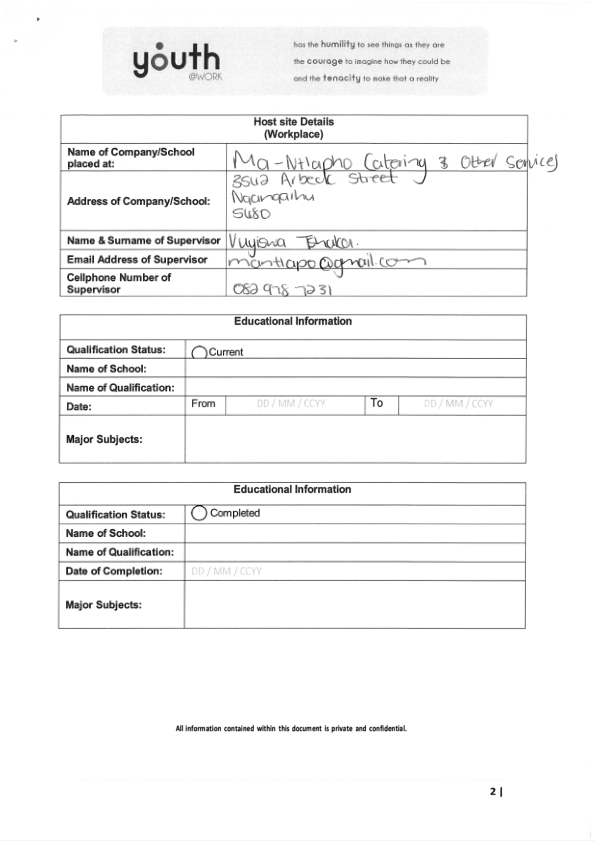 youth
@WORK
has the humility to see things as they are
the courage to imagine how they could be
and the tenacity to make that a reality
Host site Details
(Workplace)
Name of Company/School placed at:
Ma-Ntlapho Catering & Other Services
Address of Company/School:
3502 Arbeck Street
5480
Name & Surname of Supervisor
Vuyiswa
Email Address of Supervisor
mantlapo@gmail.com
Cellphone Number of Supervisor
082 978 7231
Educational Information
Qualification Status: Current
Name of School:
Name of Qualification:
Date: From DD / MM / CCYY To DD / MM / CCYY
Major Subjects:
Educational Information
Qualification Status: Completed
Name of School:
Name of Qualification:
Date of Completion: DD / MM / CCYY
Major Subjects:
All information contained within this document is private and confidential.
2 |